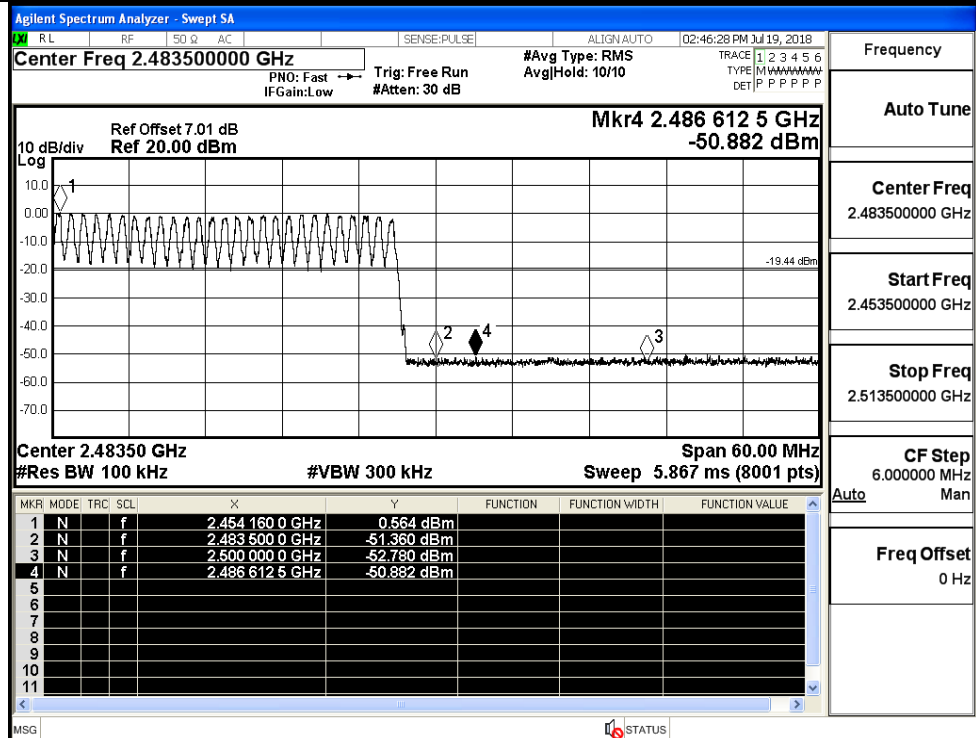 Agilent Spectrum Analyzer - Swept SA
LXI RL RF 50 Ω AC SENSE:PULSE ALIGN AUTO 02:46:28 PM Jul 19, 2018
Center Freq 2.483500000 GHz
PNO: Fast
IFGain:Low
Trig: Free Run
#Atten: 30 dB
#Avg Type: RMS
Avg|Hold: 10/10
TRACE 1 2 3 4 5 6
TYPE M WWWWW
DET P P P P P P
Ref Offset 7.01 dB
Ref 20.00 dBm
10 dB/div
Log
Mkr4 2.486 612 5 GHz
-50.882 dBm
10.0
0.00
-10.0
-20.0
-30.0
-40.0
-50.0
-60.0
-70.0
1
2
4
3
-19.44 dBm
Center 2.48350 GHz Span 60.00 MHz
#Res BW 100 kHz #VBW 300 kHz Sweep 5.867 ms (8001 pts)
MKR MODE TRC SCL X Y FUNCTION FUNCTION WIDTH FUNCTION VALUE
1 N f 2.454 160 0 GHz 0.564 dBm
2 N f 2.483 500 0 GHz -51.360 dBm
3 N f 2.500 000 0 GHz -52.780 dBm
4 N f 2.486 612 5 GHz -50.882 dBm
5
6
7
8
9
10
11
MSG STATUS
Frequency
Auto Tune
Center Freq
2.483500000 GHz
Start Freq
2.453500000 GHz
Stop Freq
2.513500000 GHz
CF Step
6.000000 MHz
Auto Man
Freq Offset
0 Hz